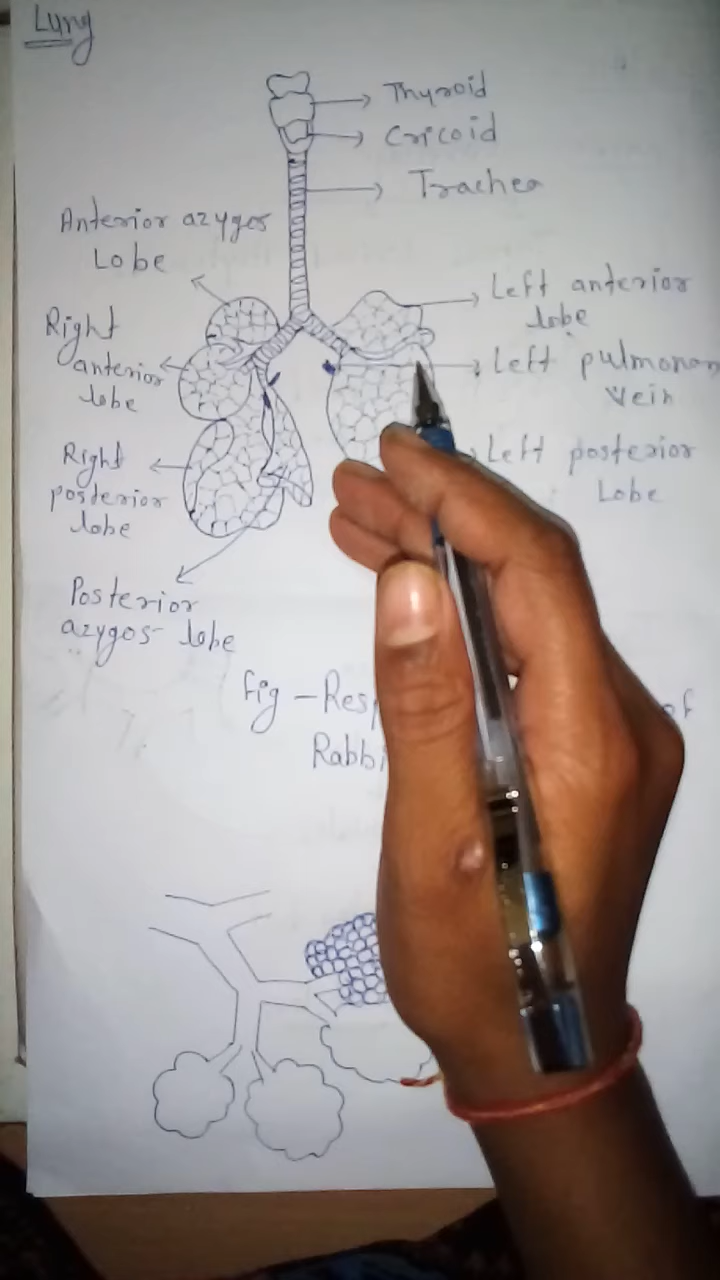 Lung
Thyroid
Cricoid
Trachea
Anterior azygos
Lobe
Left anterior
lobe
Right
anterior
lobe
Left pulmonary
vein
Right
posterior
lobe
Left posterior
Lobe
Posterior
azygos lobe
Fig - Resp of
Rabbi